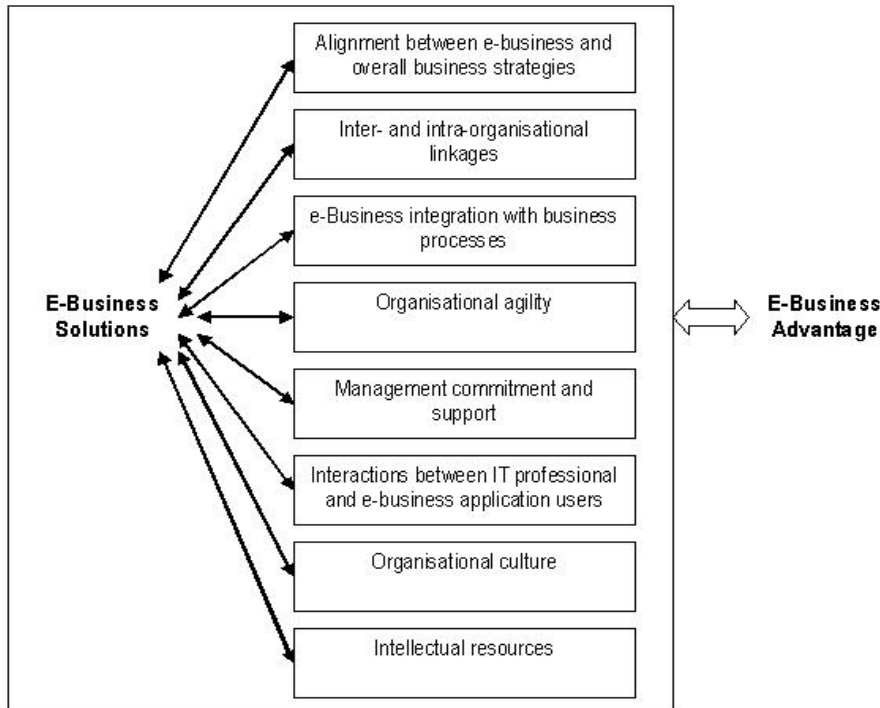 Alignment between e-business and
overall business strategies
Inter- and intra-organisational
linkages
e-Business integration with business
processes
E-Business
Solutions
Organisational agility
E-Business
Advantage
Management commitment and
support
Interactions between IT professional
and e-business application users
Organisational culture
Intellectual resources